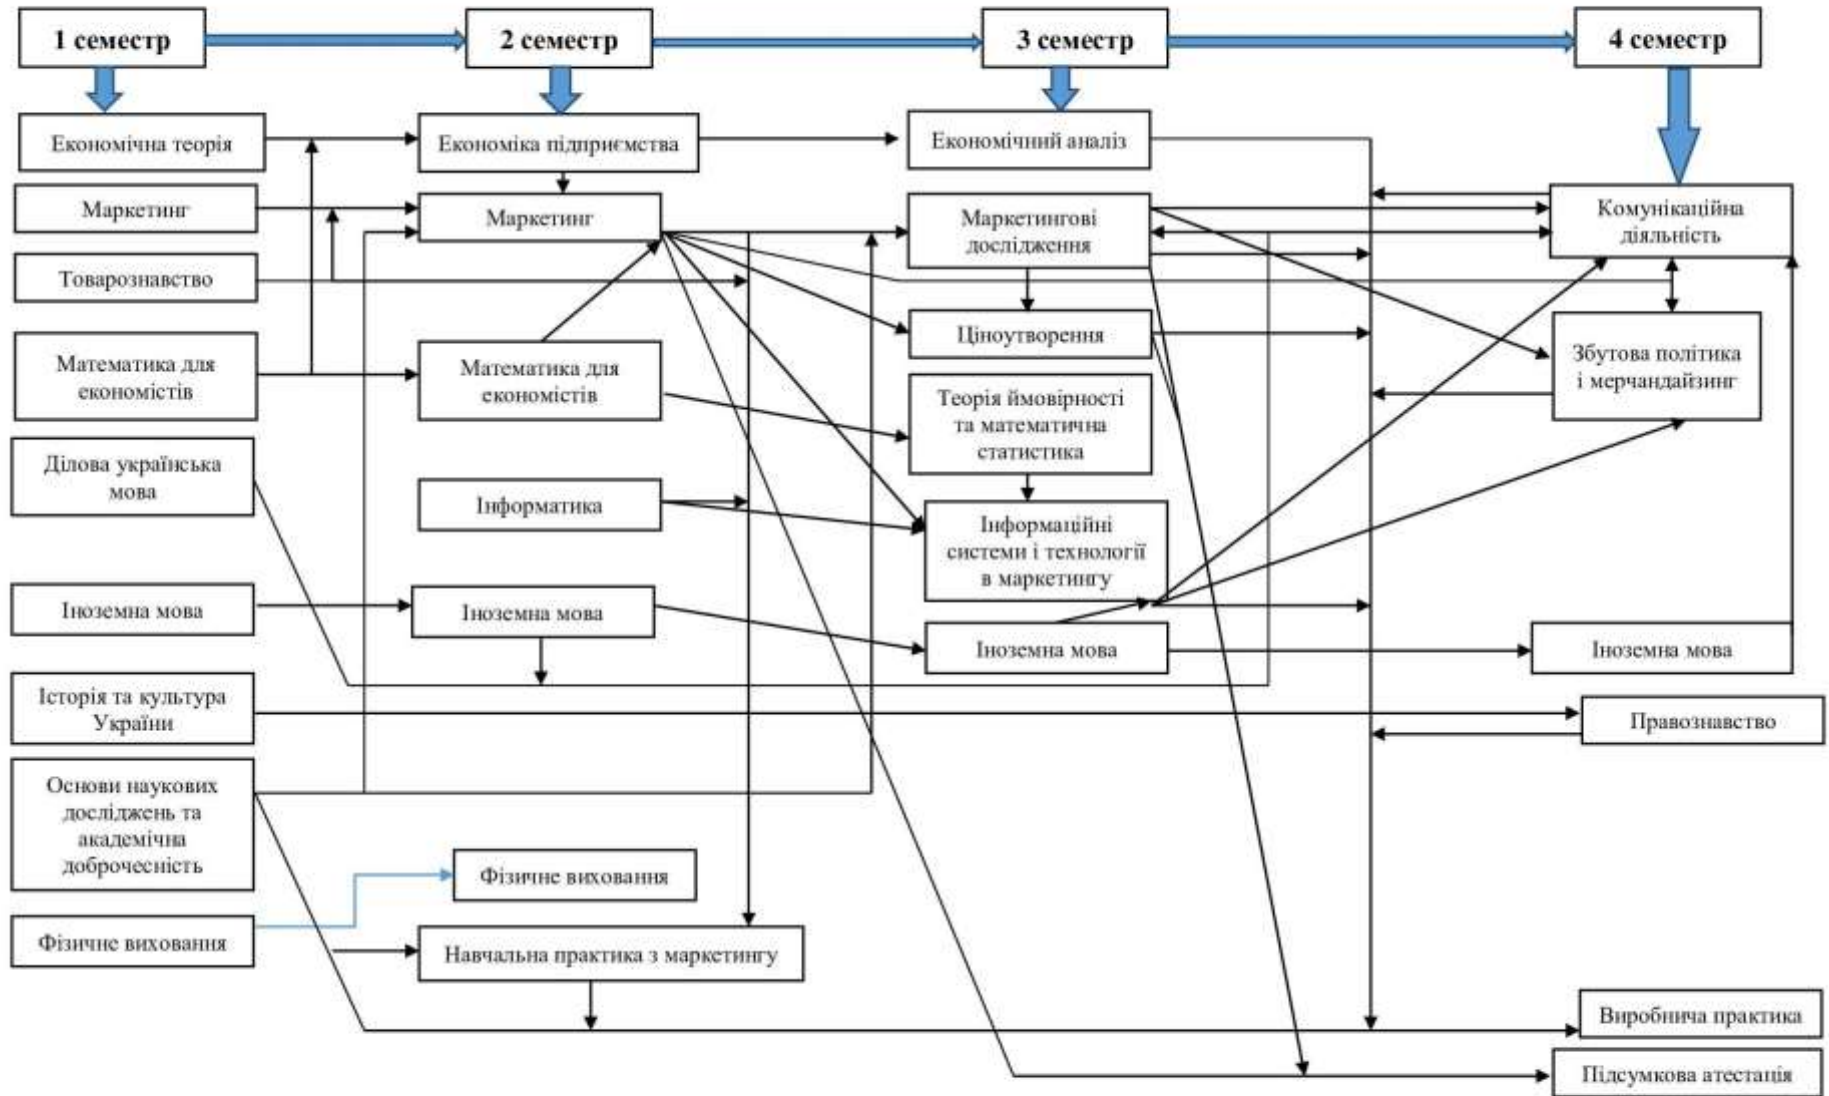 1 семестр
2 семестр
3 семестр
4 семестр
Економічна теорія
Маркетинг
Товарознавство
Математика для
економістів
Ділова українська
мова
Іноземна мова
Історія та культура
України
Основи наукових
досліджень та
академічна
доброчесність
Фізичне виховання
Економіка підприємства
Маркетинг
Математика для
економістів
Інформатика
Іноземна мова
Фізичне виховання
Навчальна практика з маркетингу
Економічний аналіз
Маркетингові
дослідження
Ціноутворення
Теорія ймовірності
та математична
статистика
Інформаційні
системи і технології
в маркетингу
Іноземна мова
Комунікаційна
діяльність
Збутова політика
і мерчандайзинг
Іноземна мова
Правознавство
Виробнича практика
Підсумкова атестація